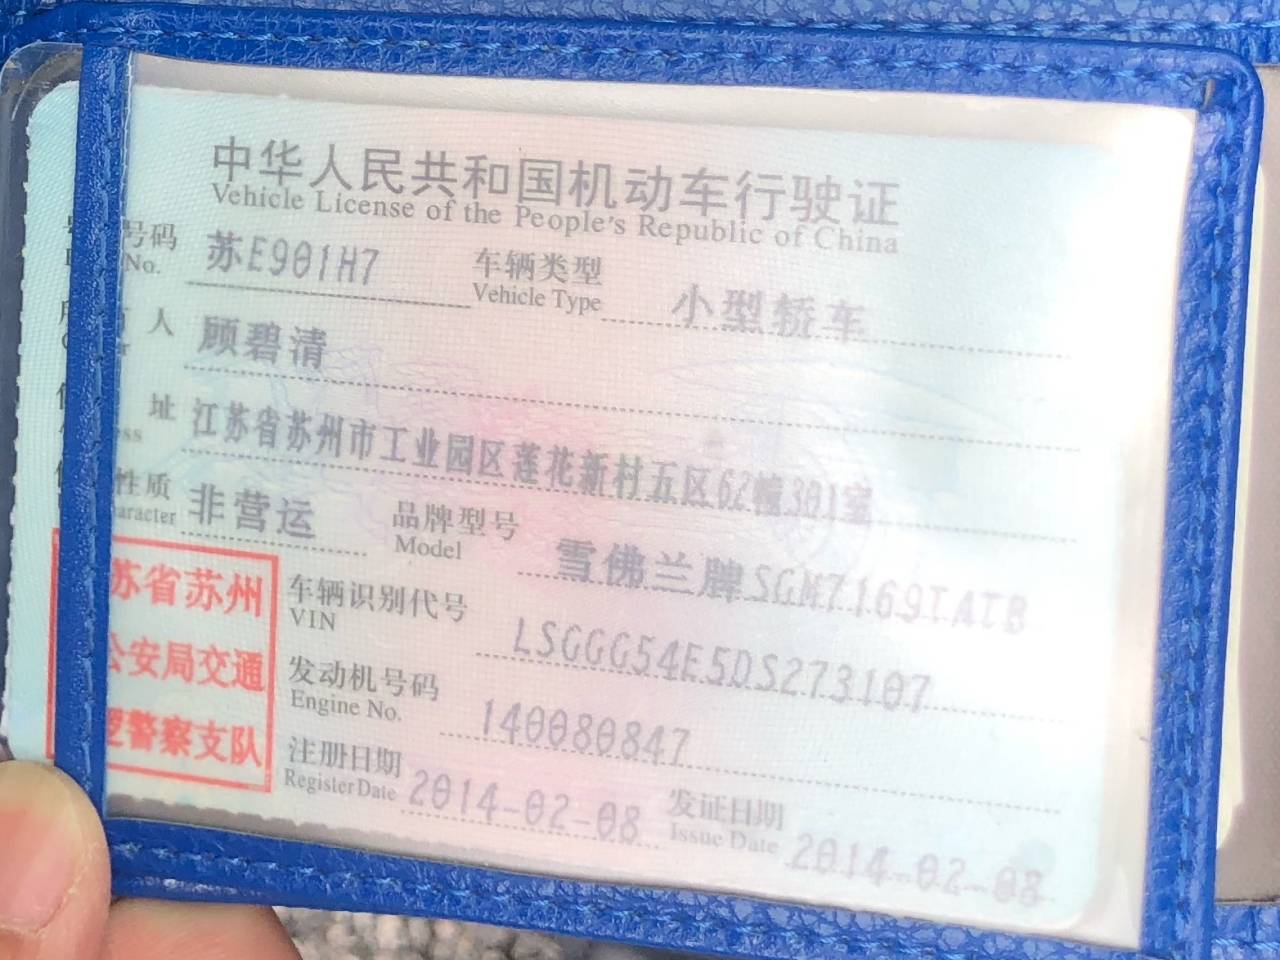 中华人民共和国机动车行驶证
Vehicle License of the People's Republic of China
号码 苏E901H7 车辆类型 小型轿车
No. Vehicle Type
人 顾碧清
址 江苏省苏州市工业园区莲花新村五区62幢301室
性质 非营运 品牌型号 雪佛兰牌SGM7169IATB
aracter Model
苏省苏州 车辆识别代号 LSGGG54E5DS273107
VIN
公安局交通 发动机号码 140080847
Engine No.
警察支队 注册日期 2014-02-08 发证日期 2014-02-08
Register Date Issue Date